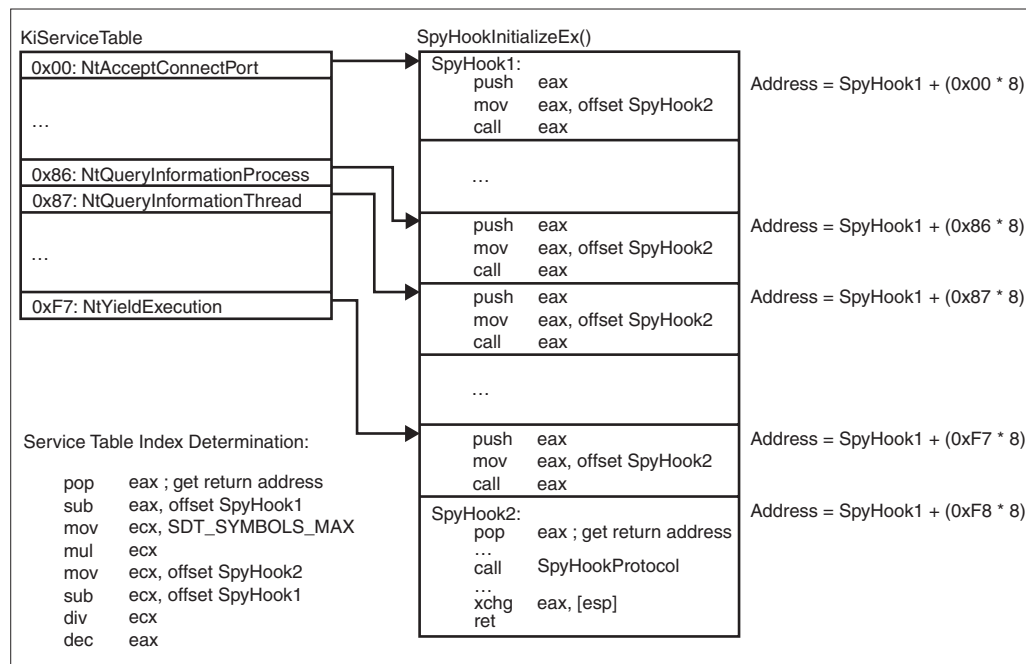 KiServiceTable
0x00: NtAcceptConnectPort
…
0x86: NtQueryInformationProcess
0x87: NtQueryInformationThread
…
0xF7: NtYieldExecution
SpyHookInitializeEx()
SpyHook1:
push eax
mov eax, offset SpyHook2
call eax
…
push eax
mov eax, offset SpyHook2
call eax
push eax
mov eax, offset SpyHook2
call eax
…
push eax
mov eax, offset SpyHook2
call eax
SpyHook2:
pop eax ; get return address
…
call SpyHookProtocol
…
xchg eax, [esp]
ret
Address = SpyHook1 + (0x00 * 8)
Address = SpyHook1 + (0x86 * 8)
Address = SpyHook1 + (0x87 * 8)
Address = SpyHook1 + (0xF7 * 8)
Address = SpyHook1 + (0xF8 * 8)
Service Table Index Determination:
pop eax ; get return address
sub eax, offset SpyHook1
mov ecx, SDT_SYMBOLS_MAX
mul ecx
mov ecx, offset SpyHook2
sub ecx, offset SpyHook1
div ecx
dec eax